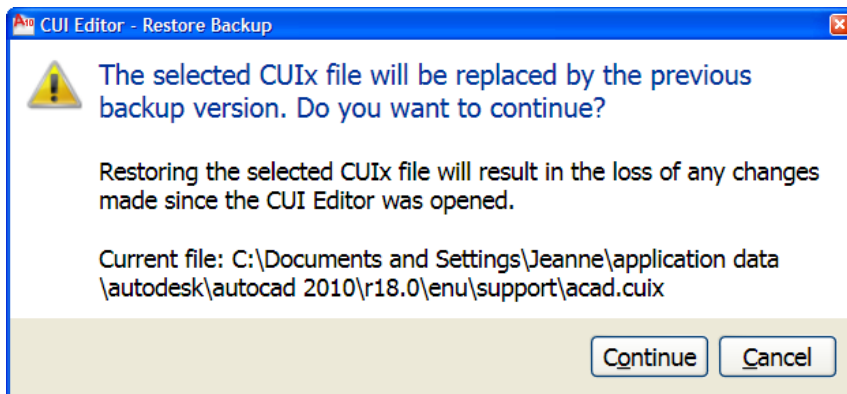 A10 CUI Editor - Restore Backup
The selected CUIx file will be replaced by the previous
backup version. Do you want to continue?
Restoring the selected CUIx file will result in the loss of any changes
made since the CUI Editor was opened.
Current file: C:\Documents and Settings\Jeanne\application data
\autodesk\autocad 2010\r18.0\enu\support\acad.cuix
Continue Cancel